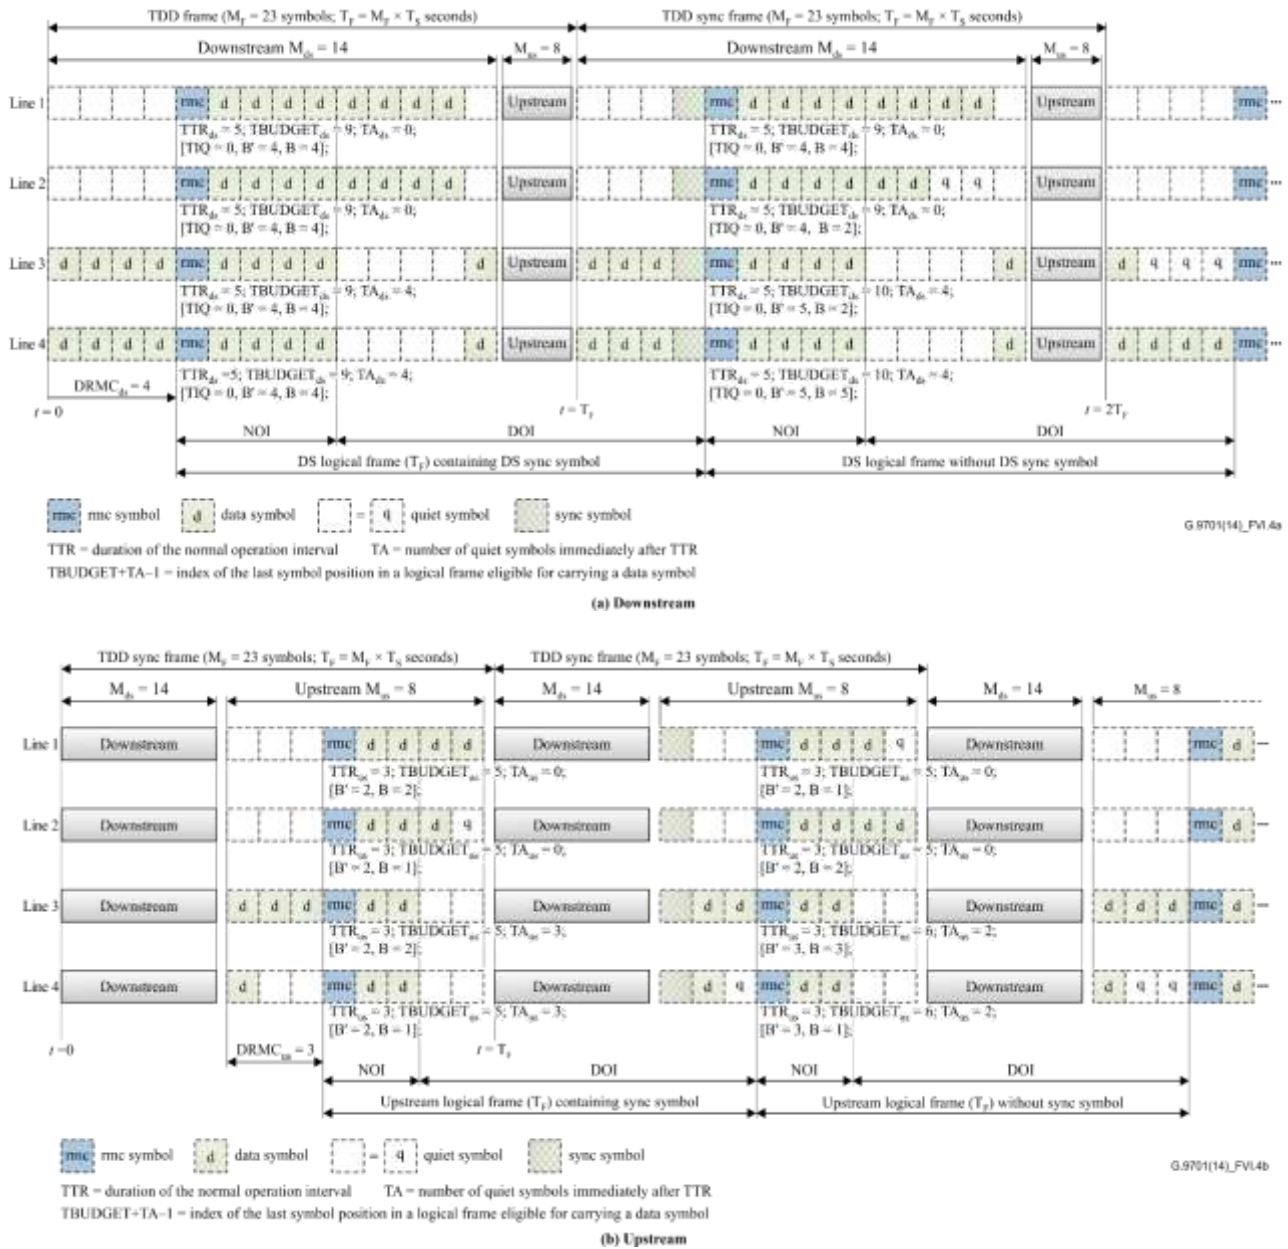 TDD frame (M_F = 23 symbols; T_F = M_F × T_S seconds) TDD sync frame (M_F = 23 symbols; T_F = M_F × T_S seconds)
Downstream M_ds = 14 M_us = 8 Downstream M_ds = 14 M_us = 8
Line 1 rmc d d d d d d d d Upstream rmc d d d d d d d d Upstream rmc ...
TTR_ds = 5; TBUDGET_ds = 9; TA_ds = 0; TTR_ds = 5; TBUDGET_ds = 9; TA_ds = 0;
[TIQ = 0, B' = 4, B = 4]; [TIQ = 0, B' = 4, B = 4];
Line 2 rmc d d d d d d d d Upstream rmc d d d d d d q q Upstream rmc ...
TTR_ds = 5; TBUDGET_ds = 9; TA_ds = 0; TTR_ds = 5; TBUDGET_ds = 9; TA_ds = 0;
[TIQ = 0, B' = 4, B = 4]; [TIQ = 0, B' = 4, B = 2];
Line 3 d d d d rmc d d d d d Upstream d d d rmc d d d d d Upstream d q q q rmc ...
TTR_ds = 5; TBUDGET_ds = 9; TA_ds = 4; TTR_ds = 5; TBUDGET_ds = 10; TA_ds = 4;
[TIQ = 0, B' = 4, B = 4]; [TIQ = 0, B' = 5, B = 2];
Line 4 d d d d rmc d d d d d Upstream d d d rmc d d d d d Upstream d d d d rmc ...
TTR_ds =5; TBUDGET_ds = 9; TA_ds = 4; TTR_ds = 5; TBUDGET_ds = 10; TA_ds = 4;
DRMC_ds = 4 [TIQ = 0, B' = 4, B = 4]; [TIQ = 0, B' = 5, B = 5];
t = 0 t = T_F t = 2T_F
NOI DOI NOI DOI
DS logical frame (T_F) containing DS sync symbol DS logical frame without DS sync symbol
rmc rmc symbol d data symbol = q quiet symbol sync symbol
G.9701(14)_FVI.4a
TTR = duration of the normal operation interval TA = number of quiet symbols immediately after TTR
TBUDGET+TA–1 = index of the last symbol position in a logical frame eligible for carrying a data symbol
(a) Downstream
TDD sync frame (M_F = 23 symbols; T_F = M_F × T_S seconds) TDD sync frame (M_F = 23 symbols; T_F = M_F × T_S seconds)
M_ds = 14 Upstream M_us = 8 M_ds = 14 Upstream M_us = 8 M_ds = 14 M_us = 8
Line 1 Downstream rmc d d d d Downstream rmc d d d q Downstream rmc d ...
TTR_us = 3; TBUDGET_us = 5; TA_us = 0; TTR_us = 3; TBUDGET_us = 5; TA_us = 0;
[B' = 2, B = 2]; [B' = 2, B = 1];
Line 2 Downstream rmc d d d q Downstream rmc d d d d Downstream rmc d ...
TTR_us = 3; TBUDGET_us = 5; TA_us = 0; TTR_us = 3; TBUDGET_us = 5; TA_us = 0;
[B' = 2, B = 1]; [B' = 2, B = 2];
Line 3 Downstream d d d rmc d d Downstream d d rmc d d Downstream d d d rmc d ...
TTR_us = 3; TBUDGET_us = 5; TA_us = 3; TTR_us = 3; TBUDGET_us = 6; TA_us = 2;
[B' = 2, B = 2]; [B' = 3, B = 3];
Line 4 Downstream d rmc d d Downstream d q rmc d d Downstream d q q rmc d ...
TTR_us = 3; TBUDGET_us = 5; TA_us = 3; TTR_us = 3; TBUDGET_us = 6; TA_us = 2;
[B' = 2, B = 1]; [B' = 3, B = 1];
t =0 DRMC_us = 3 t = T_F
NOI DOI NOI DOI
Upstream logical frame (T_F) containing sync symbol Upstream logical frame (T_F) without sync symbol
rmc rmc symbol d data symbol = q quiet symbol sync symbol
G.9701(14)_FVI.4b
TTR = duration of the normal operation interval TA = number of quiet symbols immediately after TTR
TBUDGET+TA–1 = index of the last symbol position in a logical frame eligible for carrying a data symbol
(b) Upstream